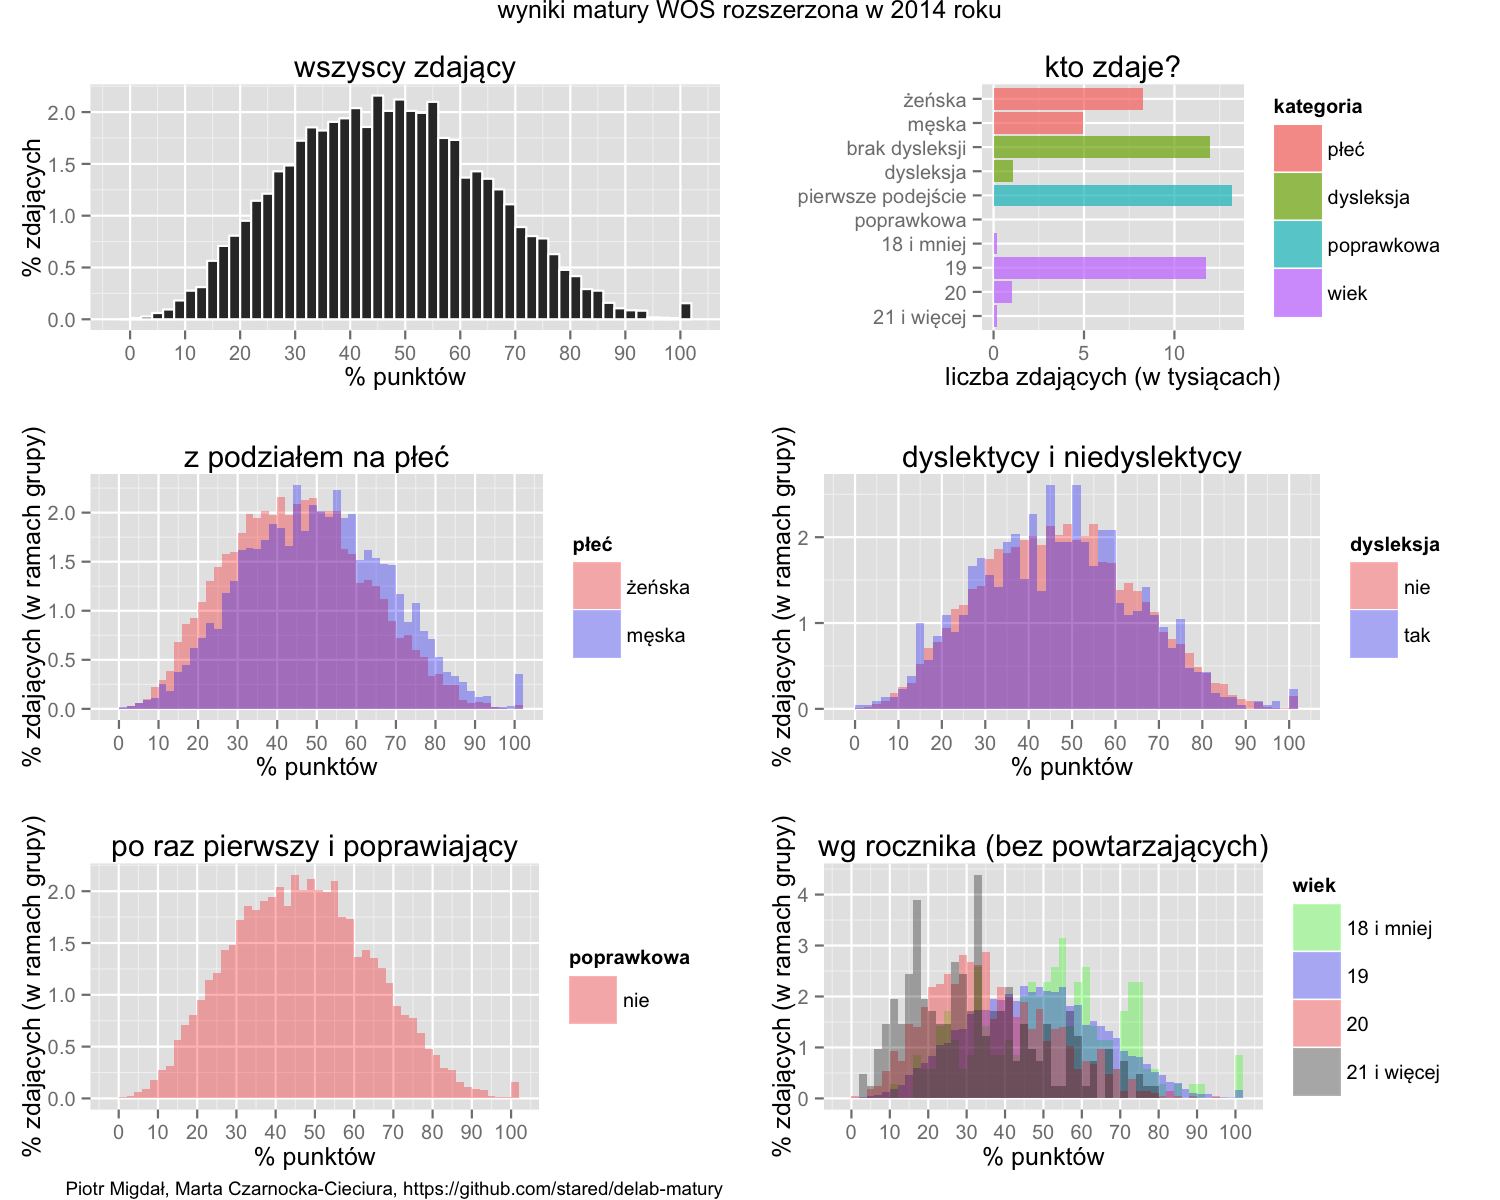 wyniki matury WOS rozszerzona w 2014 roku
wszyscy zdający
% zdających
2.0
1.5
1.0
0.5
0.0
0 10 20 30 40 50 60 70 80 90 100
% punktów
kto zdaje?
żeńska
męska
brak dysleksji
dysleksja
pierwsze podejście
poprawkowa
18 i mniej
19
20
21 i więcej
0 5 10
liczba zdających (w tysiącach)
kategoria
płeć
dysleksja
poprawkowa
wiek
z podziałem na płeć
% zdających (w ramach grupy)
2.0
1.5
1.0
0.5
0.0
0 10 20 30 40 50 60 70 80 90 100
% punktów
płeć
żeńska
męska
dyslektycy i niedyslektycy
% zdających (w ramach grupy)
2
1
0
0 10 20 30 40 50 60 70 80 90 100
% punktów
dysleksja
nie
tak
po raz pierwszy i poprawiający
% zdających (w ramach grupy)
2.0
1.5
1.0
0.5
0.0
0 10 20 30 40 50 60 70 80 90 100
% punktów
poprawkowa
nie
wg rocznika (bez powtarzających)
% zdających (w ramach grupy)
4
3
2
1
0
0 10 20 30 40 50 60 70 80 90 100
% punktów
wiek
18 i mniej
19
20
21 i więcej
Piotr Migdał, Marta Czarnocka-Cieciura, https://github.com/stared/delab-matury